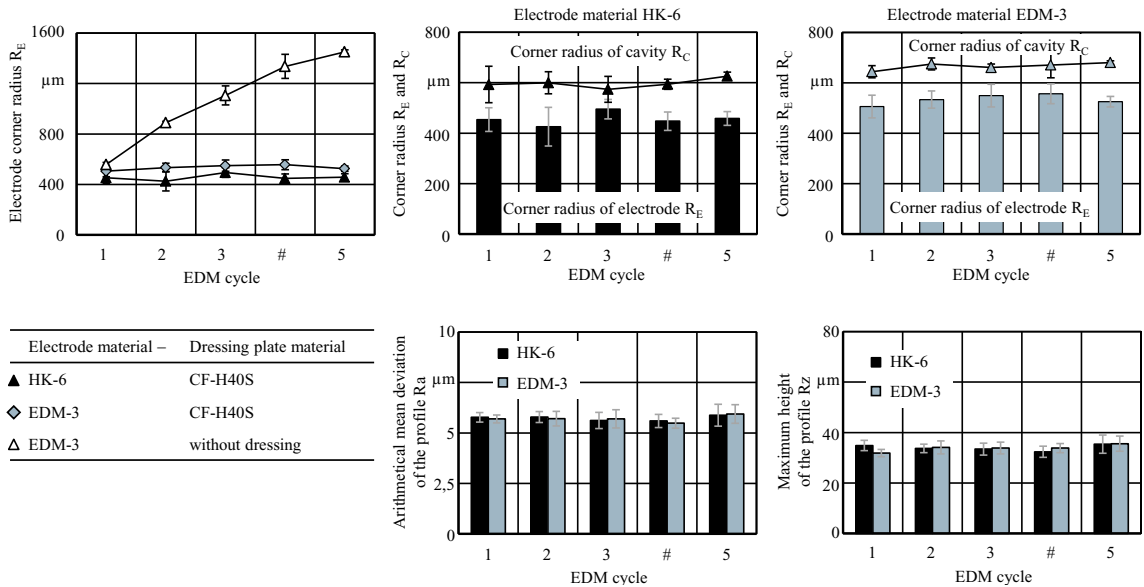 Electrode corner radius R_E
1600
µm
800
400
0
1 2 3 # 5
EDM cycle
Electrode material HK-6
Corner radius R_E and R_C
800
µm
400
200
0
Corner radius of cavity R_C
Corner radius of electrode R_E
1 2 3 # 5
EDM cycle
Electrode material EDM-3
Corner radius R_E and R_C
800
µm
400
200
0
Corner radius of cavity R_C
Corner radius of electrode R_E
1 2 3 # 5
EDM cycle
Electrode material – Dressing plate material
HK-6 CF-H40S
EDM-3 CF-H40S
EDM-3 without dressing
Arithmetical mean deviation
of the profile Ra
10
µm
5
2,5
0
HK-6
EDM-3
1 2 3 # 5
EDM cycle
Maximum height
of the profile Rz
80
µm
40
20
0
HK-6
EDM-3
1 2 3 # 5
EDM cycle